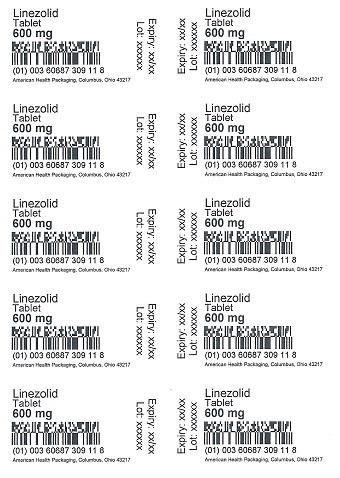 Linezolid
Tablet
600 mg
(01) 003 60687 309 11 8
American Health Packaging, Columbus, Ohio 43217
Expiry: xx/xx
Lot: xxxxxx
Expiry: xx/xx
Lot: xxxxxx
Linezolid
Tablet
600 mg
(01) 003 60687 309 11 8
American Health Packaging, Columbus, Ohio 43217
Linezolid
Tablet
600 mg
(01) 003 60687 309 11 8
American Health Packaging, Columbus, Ohio 43217
Expiry: xx/xx
Lot: xxxxxx
Expiry: xx/xx
Lot: xxxxxx
Linezolid
Tablet
600 mg
(01) 003 60687 309 11 8
American Health Packaging, Columbus, Ohio 43217
Linezolid
Tablet
600 mg
(01) 003 60687 309 11 8
American Health Packaging, Columbus, Ohio 43217
Expiry: xx/xx
Lot: xxxxxx
Expiry: xx/xx
Lot: xxxxxx
Linezolid
Tablet
600 mg
(01) 003 60687 309 11 8
American Health Packaging, Columbus, Ohio 43217
Linezolid
Tablet
600 mg
(01) 003 60687 309 11 8
American Health Packaging, Columbus, Ohio 43217
Expiry: xx/xx
Lot: xxxxxx
Expiry: xx/xx
Lot: xxxxxx
Linezolid
Tablet
600 mg
(01) 003 60687 309 11 8
American Health Packaging, Columbus, Ohio 43217
Linezolid
Tablet
600 mg
(01) 003 60687 309 11 8
American Health Packaging, Columbus, Ohio 43217
Expiry: xx/xx
Lot: xxxxxx
Expiry: xx/xx
Lot: xxxxxx
Linezolid
Tablet
600 mg
(01) 003 60687 309 11 8
American Health Packaging, Columbus, Ohio 43217